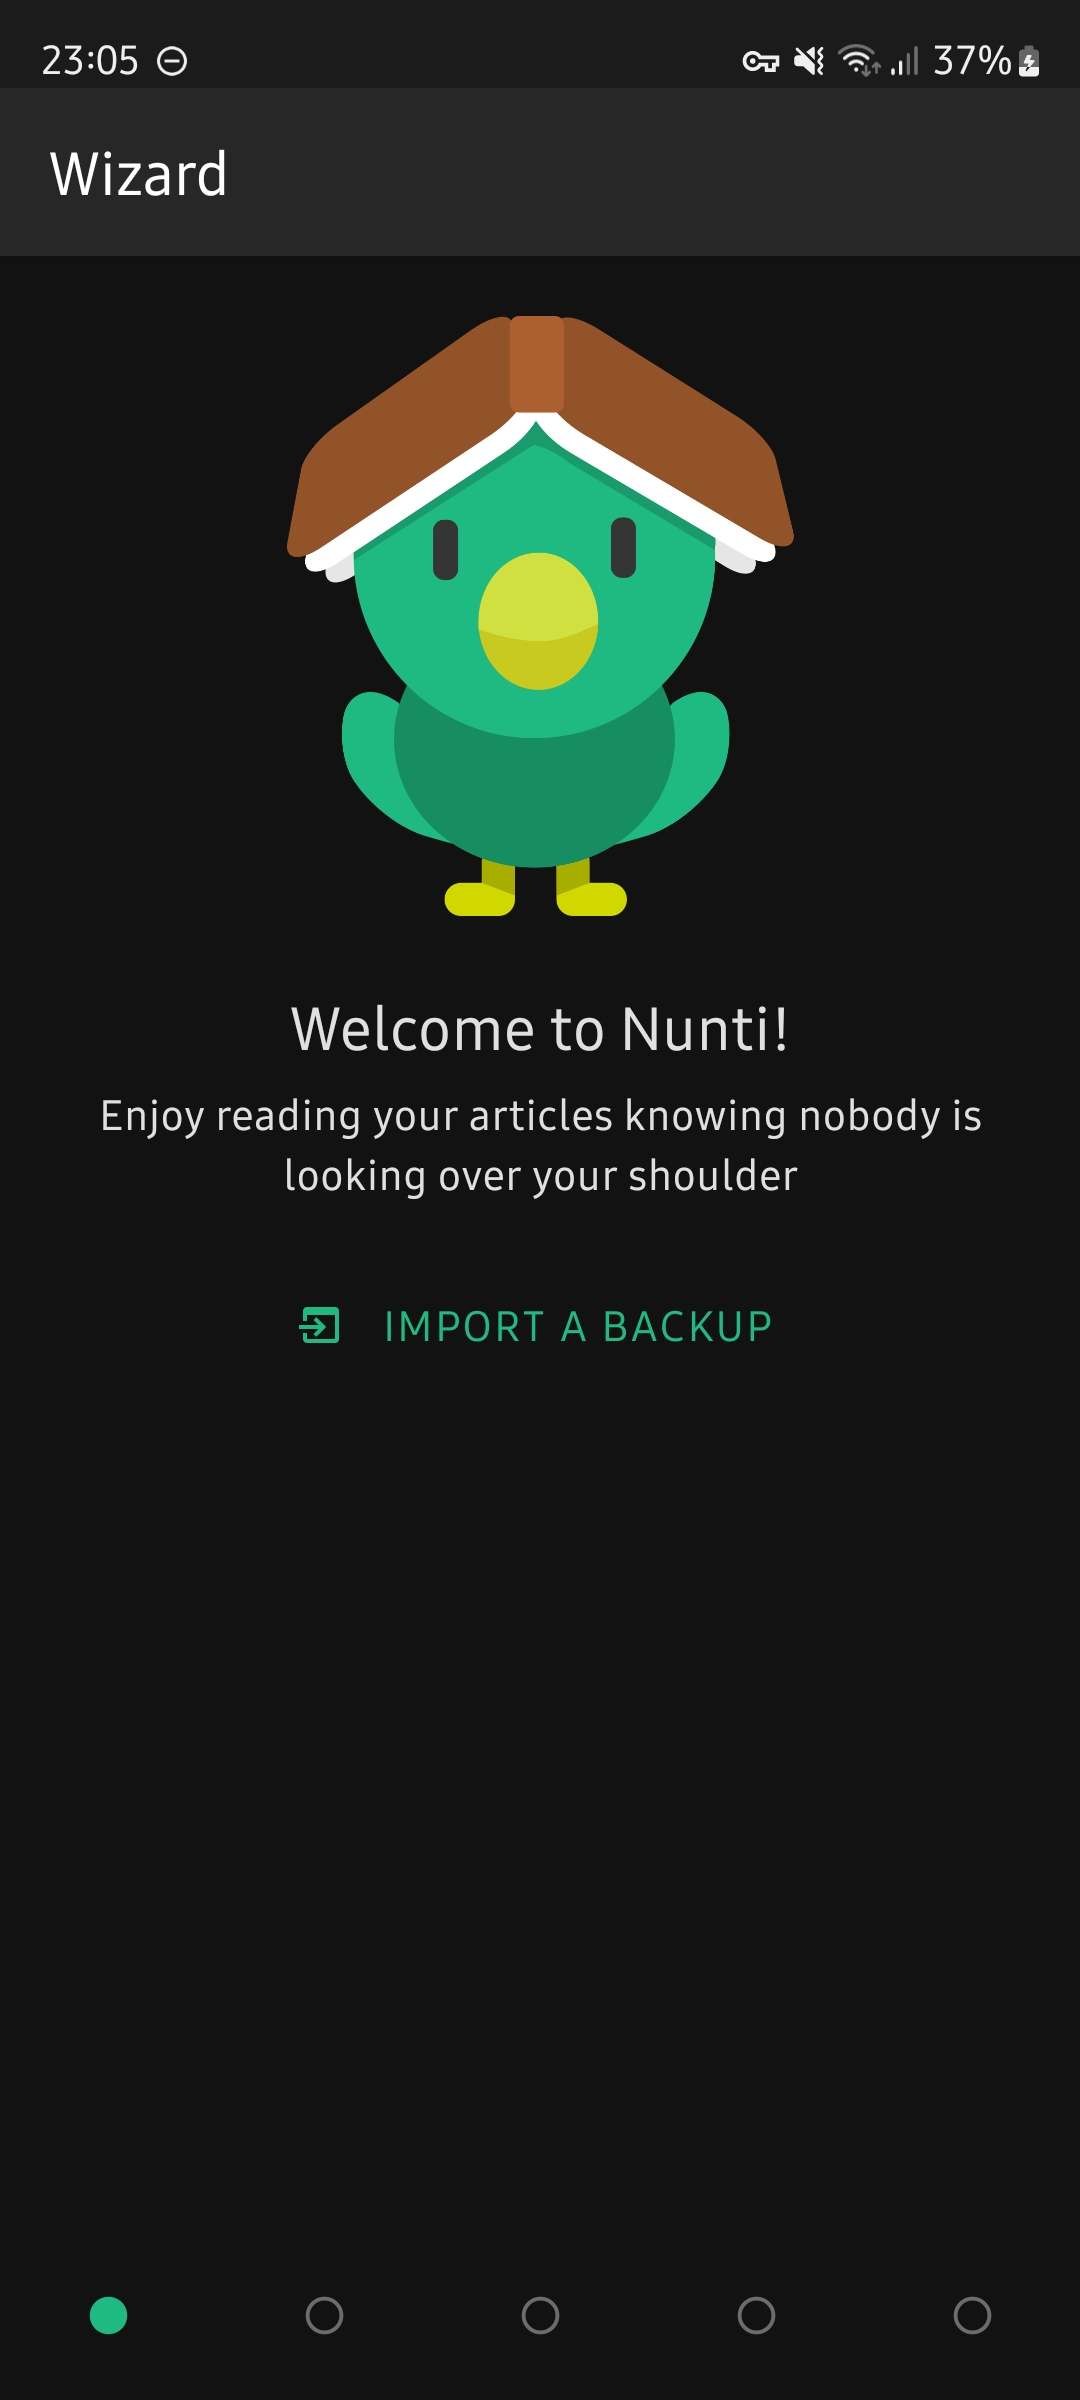 23:05 37%
Wizard
Welcome to Nunti!
Enjoy reading your articles knowing nobody is
looking over your shoulder
IMPORT A BACKUP